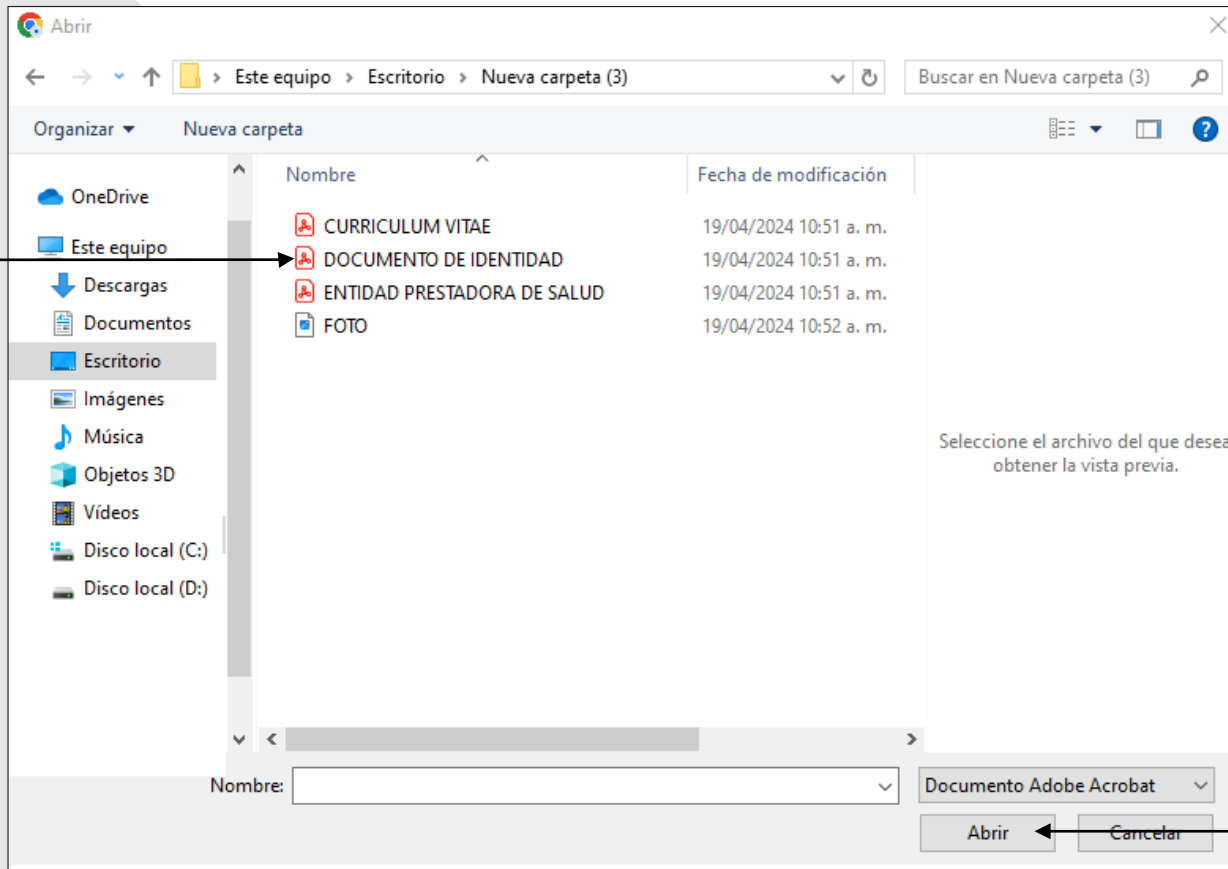 Abrir
Este equipo > Escritorio > Nueva carpeta (3)
Buscar en Nueva carpeta (3)
Organizar
Nueva carpeta
Nombre
Fecha de modificación
OneDrive
Este equipo
Descargas
Documentos
Escritorio
Imágenes
Música
Objetos 3D
Vídeos
Disco local (C:)
Disco local (D:)
CURRICULUM VITAE 19/04/2024 10:51 a. m.
DOCUMENTO DE IDENTIDAD 19/04/2024 10:51 a. m.
ENTIDAD PRESTADORA DE SALUD 19/04/2024 10:51 a. m.
FOTO 19/04/2024 10:52 a. m.
Seleccione el archivo del que desea
obtener la vista previa.
Nombre:
Documento Adobe Acrobat
Abrir
Cancelar